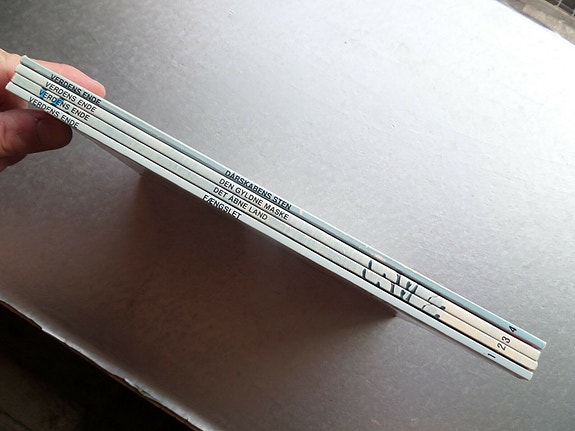 VERDENS ENDE DÅRSKABENS STEN 4
VERDENS ENDE DEN GYLDNE MASKE 3
VERDENS ENDE DET ÅBNE LAND 2
VERDENS ENDE FÆNGSLET 1